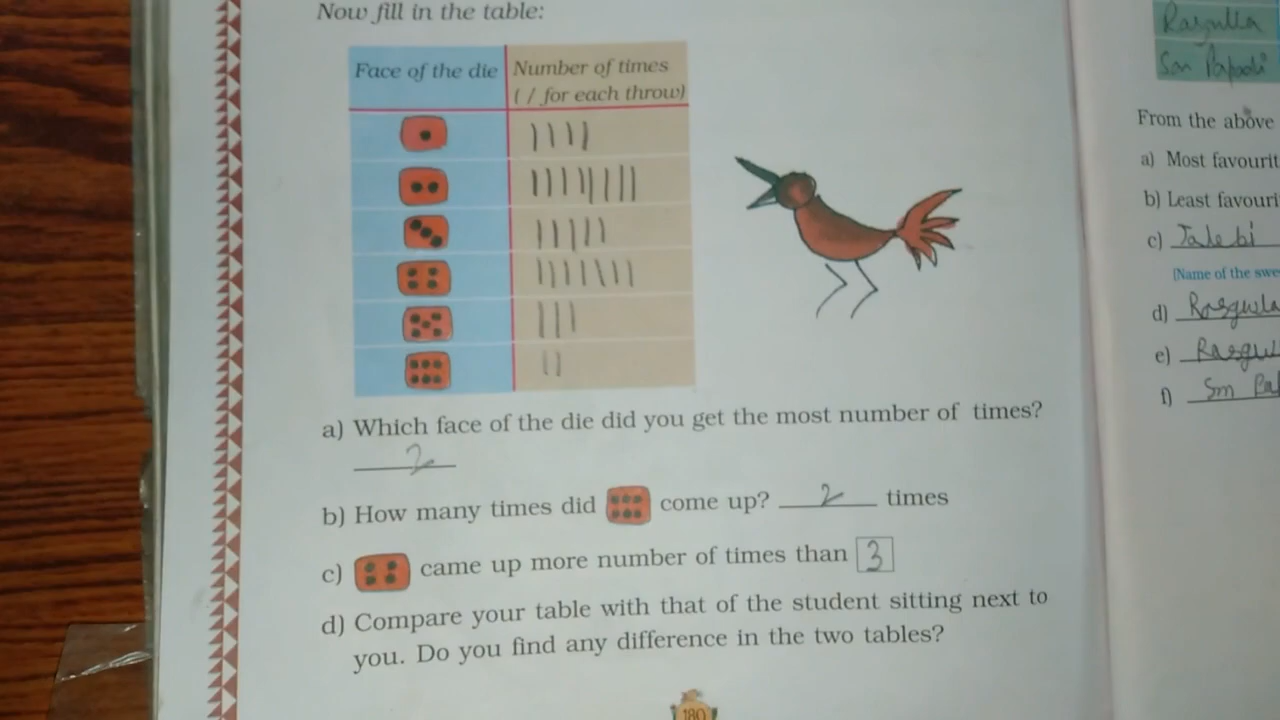 Now fill in the table:
Face of the die Number of times
( / for each throw)
| | | |
| | | | | | | |
| | | | |
| | | | | | |
| | |
| |
a) Which face of the die did you get the most number of times?
2
b) How many times did come up? 2 times
c) came up more number of times than 3
d) Compare your table with that of the student sitting next to
you. Do you find any difference in the two tables?
180
Son Papadi
From the above
a) Most favourit
b) Least favouri
c) Jalebi
(Name of the swe
d) Rasgula
e) Rasgul
f)